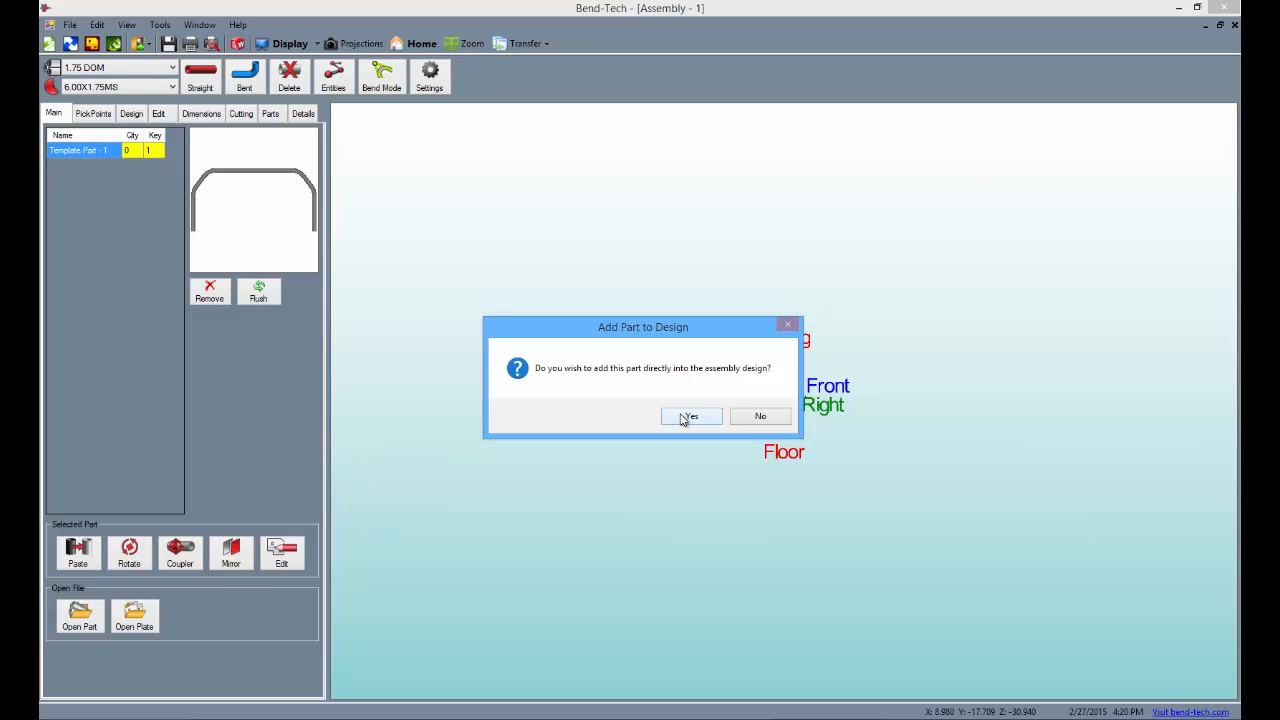 Bend-Tech - [Assembly - 1]
File Edit View Tools Window Help
Display Projections Home Zoom Transfer
1.75 DOM
6.00X1.75MS
Straight Bent Delete Entities Bend Mode Settings
Main PickPoints Design Edit Dimensions Cutting Parts Details
Name Qty Key
Template Part - 1 0 1
Remove Flush
Add Part to Design
Do you wish to add this part directly into the assembly design?
Yes No
Front
Right
Floor
Selected Part
Paste Rotate Coupler Mirror Edit
Open File
Open Part Open Plate
X: 8.980 Y: -17.709 Z: -30.940 2/27/2015 4:20 PM Visit bend-tech.com